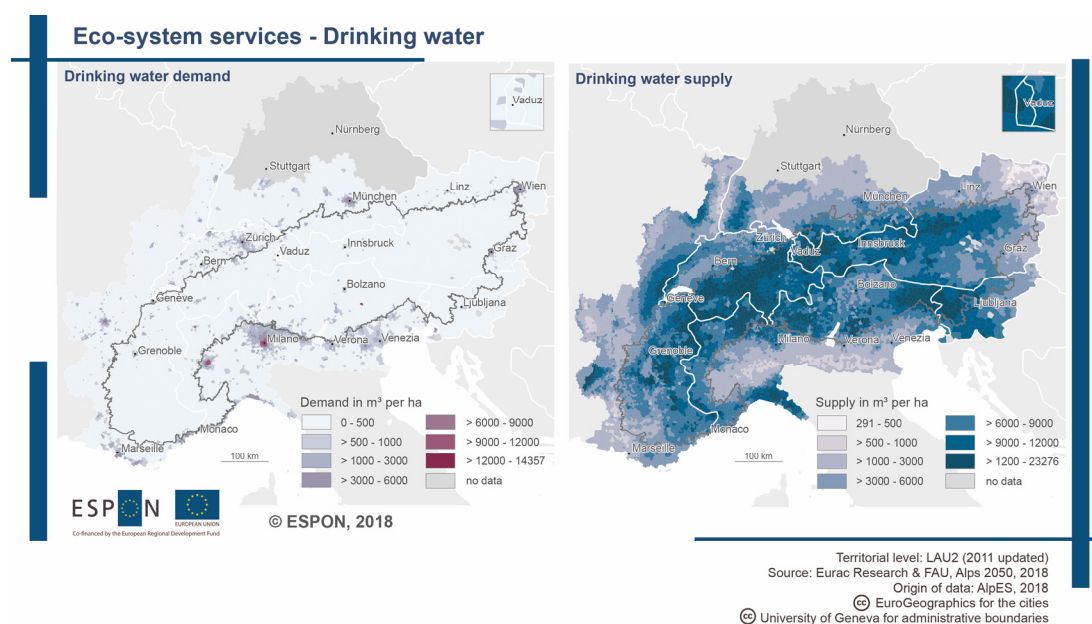 Eco-system services - Drinking water
Drinking water demand
Vaduz
Nürnberg
Stuttgart
München
Linz
Wien
Zürich
Vaduz
Innsbruck
Bern
Graz
Bolzano
Genève
Ljubljana
Milano
Verona
Venezia
Grenoble
Monaco
Marseille
100 km
Demand in m³ per ha
0 - 500
> 500 - 1000
> 1000 - 3000
> 3000 - 6000
> 6000 - 9000
> 9000 - 12000
> 12000 - 14357
no data
Drinking water supply
Vaduz
Nürnberg
Stuttgart
München
Linz
Wien
Zürich
Vaduz
Innsbruck
Bern
Graz
Bolzano
Genève
Ljubljana
Milano
Verona
Venezia
Grenoble
Monaco
Marseille
100 km
Supply in m³ per ha
291 - 500
> 500 - 1000
> 1000 - 3000
> 3000 - 6000
> 6000 - 9000
> 9000 - 12000
> 1200 - 23276
no data
ESPON
EUROPEAN UNION
Co-financed by the European Regional Development Fund
© ESPON, 2018
Territorial level: LAU2 (2011 updated)
Source: Eurac Research & FAU, Alps 2050, 2018
Origin of data: AlpES, 2018
cc EuroGeographics for the cities
cc University of Geneva for administrative boundaries